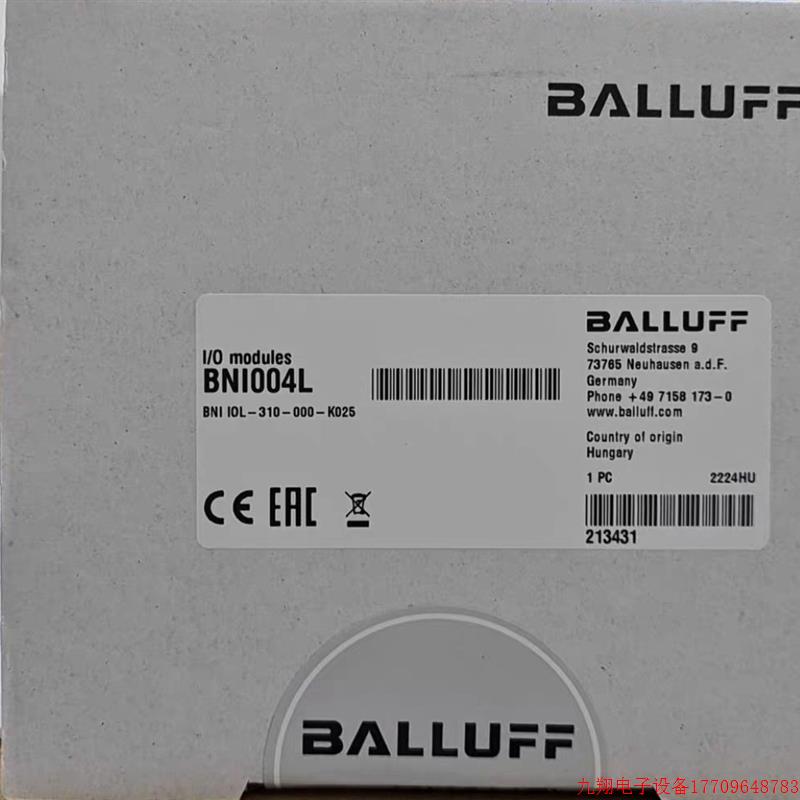 BALLUFF
BALLUFF
Schurwaldstrasse 9
73765 Neuhausen a.d.F.
Germany
Phone +49 7158 173-0
www.balluff.com
I/O modules
BNI004L
BNI IOL-310-000-K025
Country of origin
Hungary
1 PC 2224HU
CE EAC
213431
BALLUFF
九翔电子设备17709648783